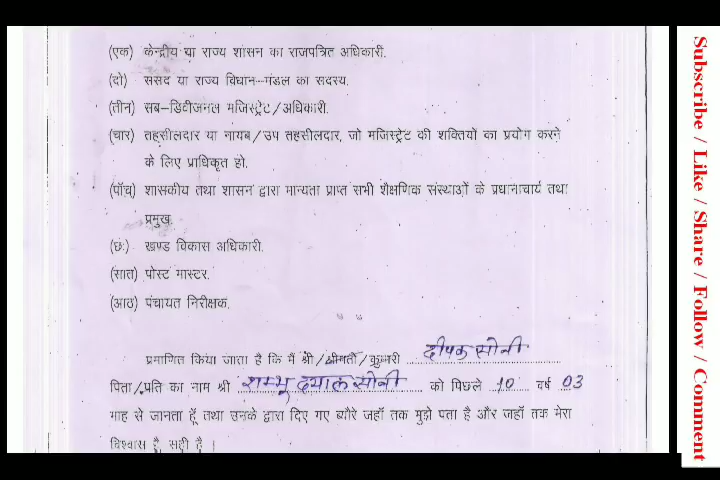 (एक) केन्द्रीय या राज्य शासन का राजपत्रित अधिकारी.
(दो) संसद या राज्य विधान–मंडल का सदस्य.
(तीन) सब–डिवीजनल मजिस्ट्रेट/अधिकारी.
(चार) तहसीलदार या नायब/उप तहसीलदार, जो मजिस्ट्रेट की शक्तियों का प्रयोग करने
के लिए प्राधिकृत हो.
(पॉच) शासकीय तथा शासन द्वारा मान्यता प्राप्त सभी शैक्षणिक संस्थाओं के प्रधानाचार्य तथा
प्रमुख.
(छः) खण्ड विकास अधिकारी.
(सात) पोस्ट मास्टर.
(आठ) पंचायत निरीक्षक.
प्रमाणित किया जाता है कि मैं श्री/श्रीमती/कुमारी दीपक सोनी
पिता/प्रति का नाम श्री शम्भू दयाल सोनी को पिछले 10 वर्ष 03
माह से जानता हूँ तथा उनके द्वारा दिए गए ब्यौरे जहॉ तक मुझे पता है और जहॉ तक मेरा
विश्वास है, सही है ।
Subscribe / Like / Share / Follow / Comment